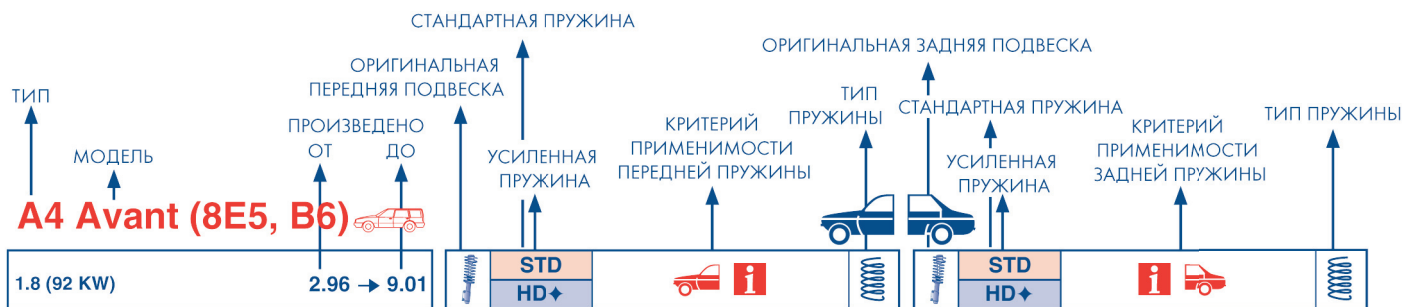 СТАНДАРТНАЯ ПРУЖИНА
ОРИГИНАЛЬНАЯ ЗАДНЯЯ ПОДВЕСКА
ОРИГИНАЛЬНАЯ
ПЕРЕДНЯЯ ПОДВЕСКА
ТИП
ТИП
ПРУЖИНЫ
СТАНДАРТНАЯ ПРУЖИНА
ТИП ПРУЖИНЫ
ПРОИЗВЕДЕНО
ОТ ДО
КРИТЕРИЙ
ПРИМЕНИМОСТИ
ПЕРЕДНЕЙ ПРУЖИНЫ
КРИТЕРИЙ
ПРИМЕНИМОСТИ
ЗАДНЕЙ ПРУЖИНЫ
МОДЕЛЬ
УСИЛЕННАЯ
ПРУЖИНА
УСИЛЕННАЯ
ПРУЖИНА
A4 Avant (8E5, B6)
1.8 (92 KW) 2.96 → 9.01
STD
HD✦
i
STD
HD✦
i